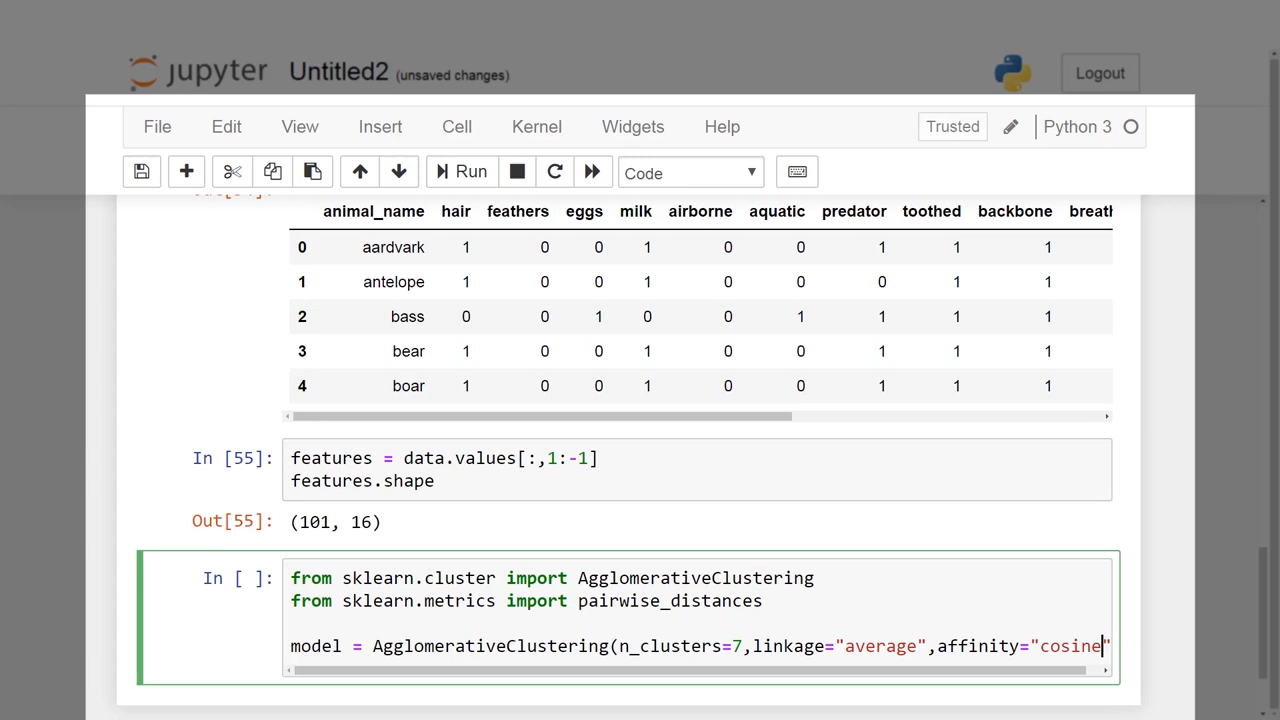 jupyter Untitled2 (unsaved changes) Logout
File Edit View Insert Cell Kernel Widgets Help Trusted Python 3
Run Code
animal_name hair feathers eggs milk airborne aquatic predator toothed backbone breath
0 aardvark 1 0 0 1 0 0 1 1 1
1 antelope 1 0 0 1 0 0 0 1 1
2 bass 0 0 1 0 0 1 1 1 1
3 bear 1 0 0 1 0 0 1 1 1
4 boar 1 0 0 1 0 0 1 1 1
In [55]: features = data.values[:,1:-1]
features.shape
Out[55]: (101, 16)
In [ ]: from sklearn.cluster import AgglomerativeClustering
from sklearn.metrics import pairwise_distances
model = AgglomerativeClustering(n_clusters=7,linkage="average",affinity="cosine"